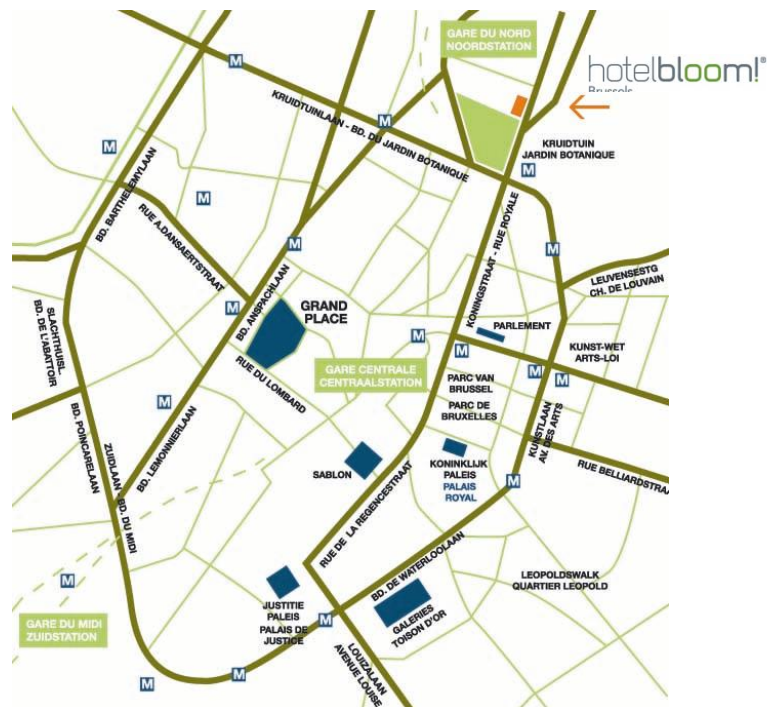 GARE DU NORD
NOORDSTATION
hotelbloom!®
Brussels
M
M
KRUIDTUINLAAN - BD. DU JARDIN BOTANIQUE
KRUIDTUIN
JARDIN BOTANIQUE
M
M
BD. BARTHELEMYLAAN
M
RUE A.DANSAERTSTRAAT
KONINGSTRAAT - RUE ROYALE
M
M
LEUVENSESTG
CH. DE LOUVAIN
BD. ANSPACHLAAN
M
GRAND
PLACE
SLACHTHUISL.
BD. DE L'ABATTOIR
PARLEMENT
M
M
KUNST-WET
ARTS-LOI
RUE DU LOMBARD
GARE CENTRALE
CENTRAALSTATION
M
M
PARC VAN
BRUSSEL
PARC DE
BRUXELLES
M
BD. POINCARELAAN
BD. LEMONNIERLAAN
KUNSTLAAN
AV. DES ARTS
ZUIDLAAN - BD. DU MIDI
SABLON
KONINKLIJK
PALEIS
PALAIS
ROYAL
RUE BELLIARDSTRAAT
M
RUE DE LA REGENCESTRAAT
M
JUSTITIE
PALEIS
PALAIS DE
JUSTICE
BD. DE WATERLOOLAAN
LEOPOLDSWALK
QUARTIER LEOPOLD
GARE DU MIDI
ZUIDSTATION
M
GALERIES
TOISON D'OR
LOUIZALAAN
AVENUE LOUISE
M
M